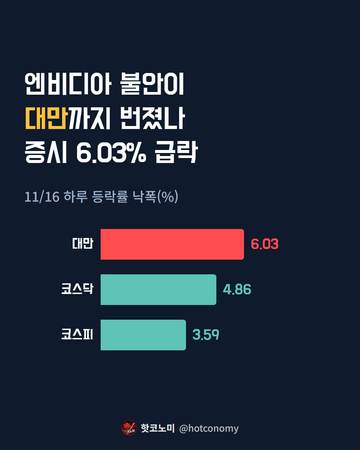 엔비디아 불안이
대만까지 번졌나
증시 6.03% 급락
11/16 하루 등락률 낙폭(%)
대만 6.03
코스닥 4.86
코스피 3.59
핫코노미 @hotconomy